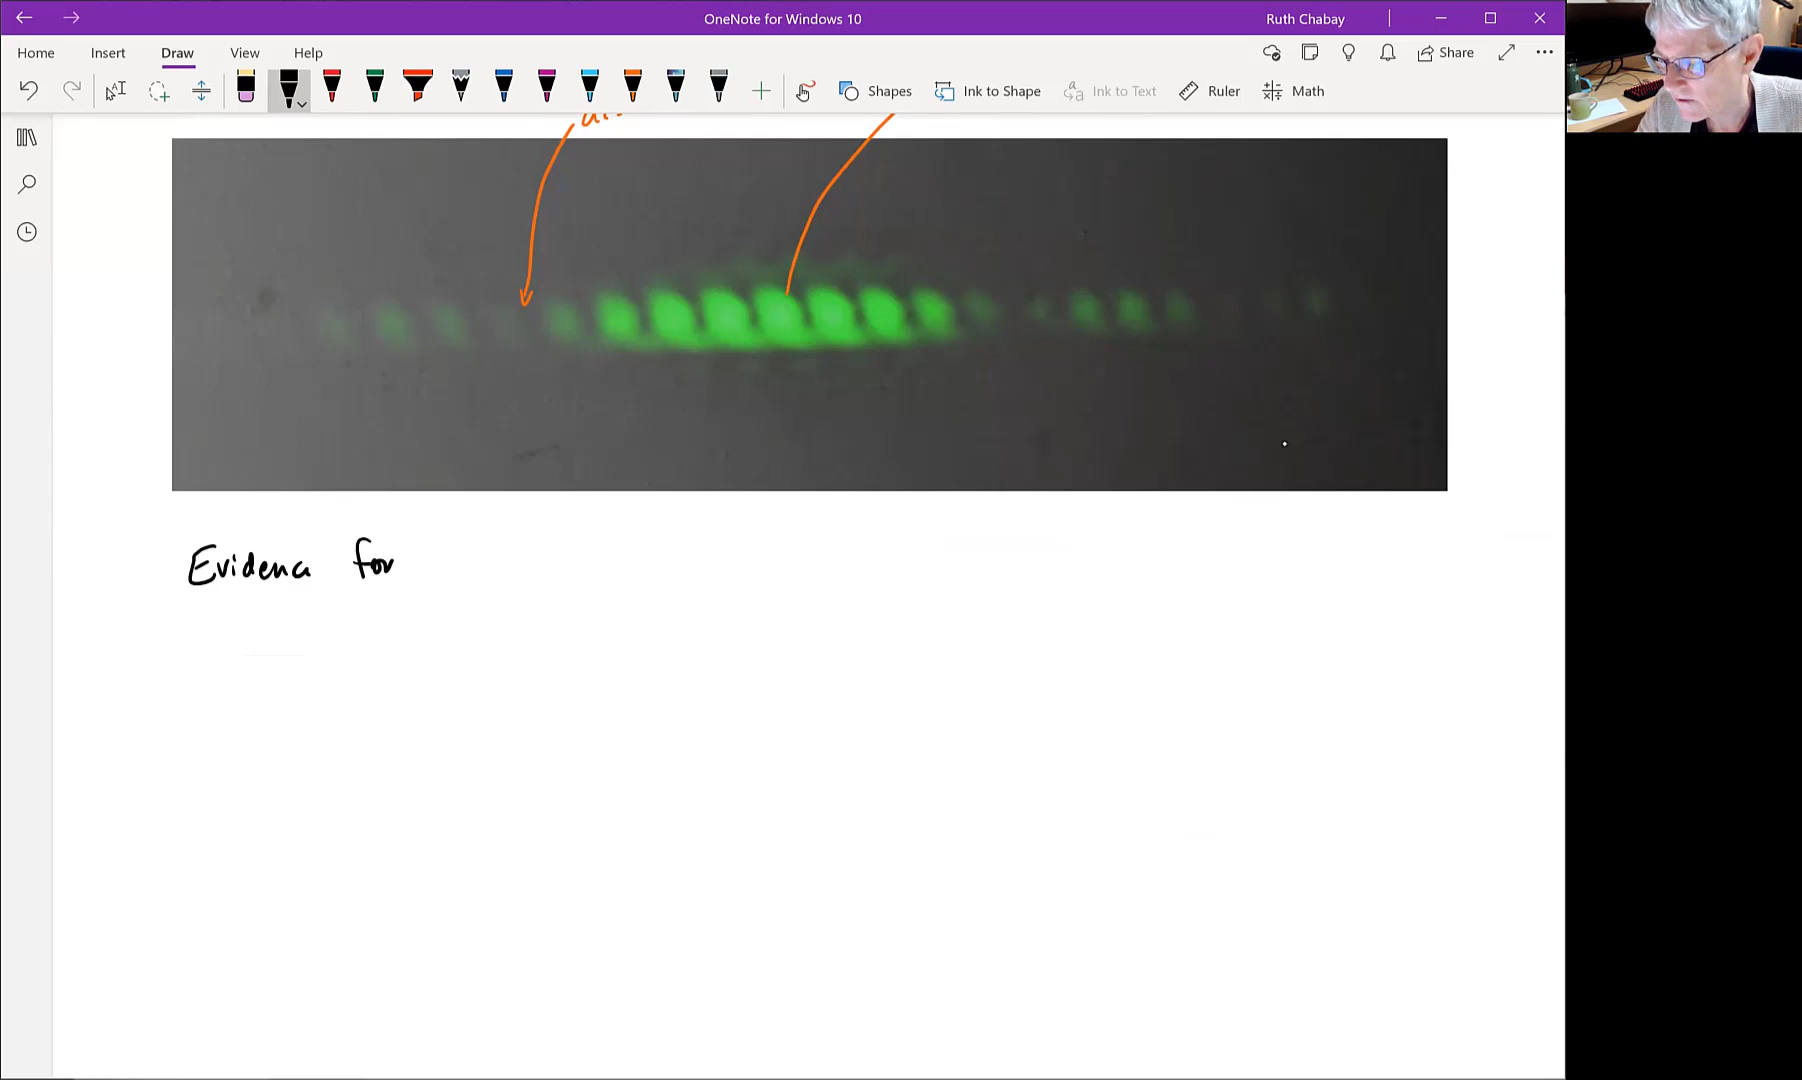 OneNote for Windows 10
Ruth Chabay
Home Insert Draw View Help
Share
Shapes Ink to Shape Ink to Text Ruler Math
Evidence for